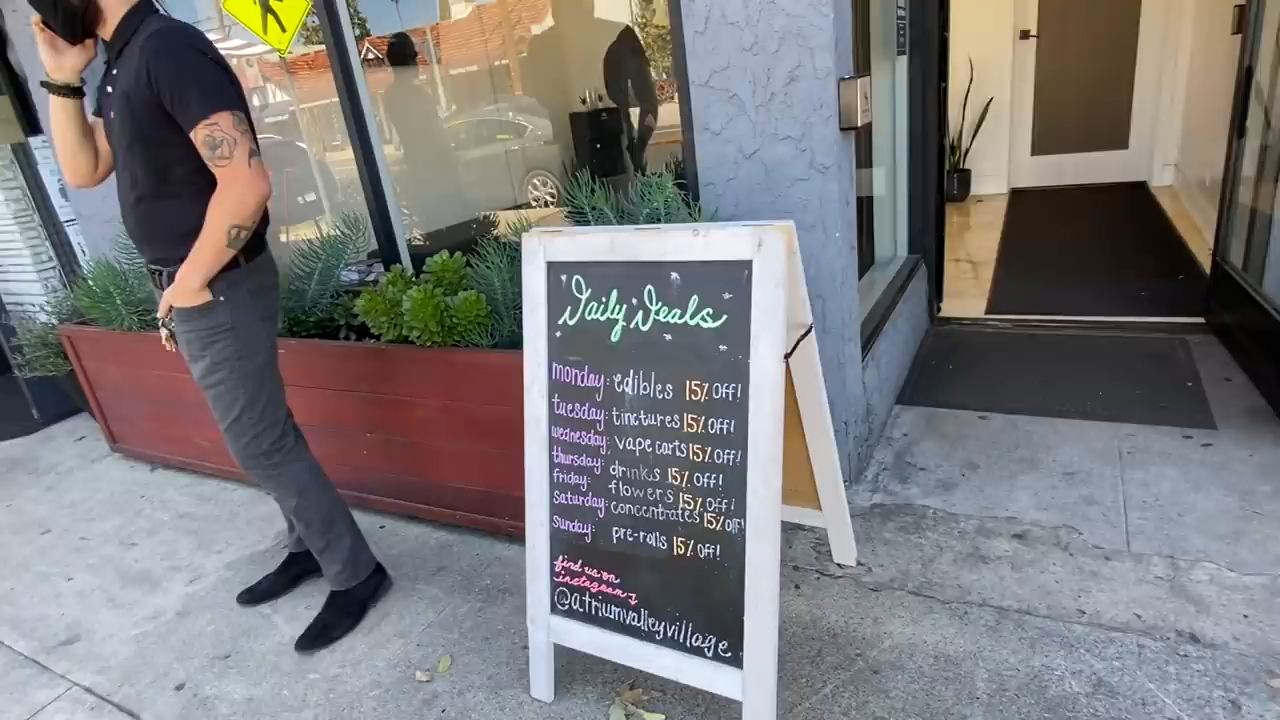 Daily Deals
monday: edibles 15% OFF!
tuesday: tinctures 15% OFF!
wednesday: vape carts 15% OFF!
thursday: drinks 15% OFF!
friday: flowers 15% OFF!
saturday: concentrates 15% OFF!
sunday: pre-rolls 15% OFF!
find us on
instagram
@atriumvalleyvillage